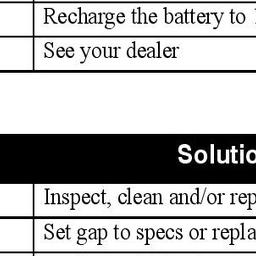 Recharge the battery to
See your dealer
Solutio
Inspect, clean and/or rep
Set gap to specs or repla